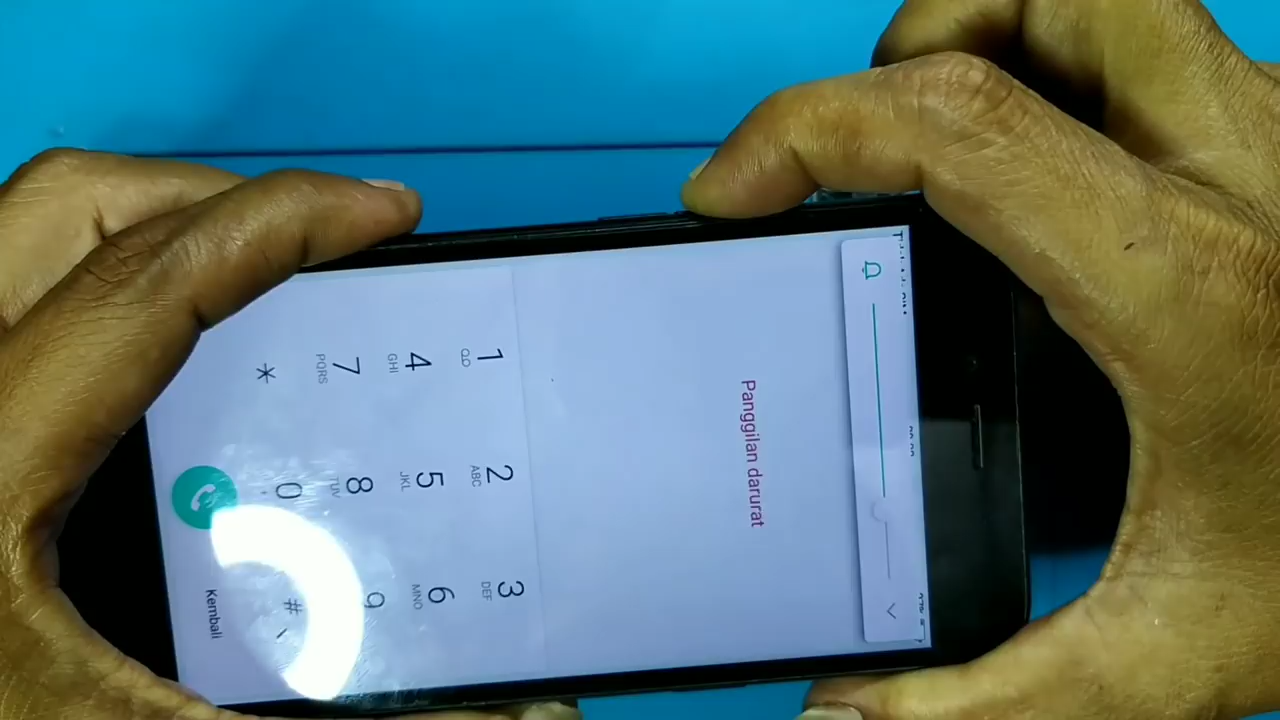 Panggilan darurat
1
2 ABC
3 DEF
4 GHI
5 JKL
6 MNO
7 PQRS
8 TUV
9
*
0
#
Kembali